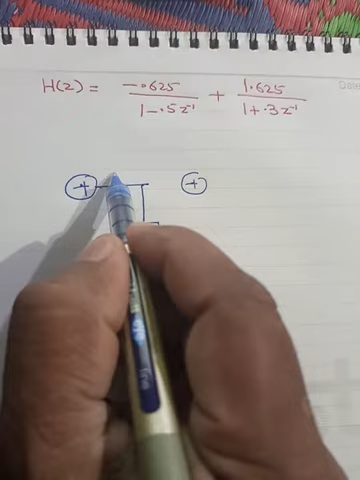 H(z) = -.625 / 1-.5z⁻¹ + 1.625 / 1+.3z⁻¹
+ +